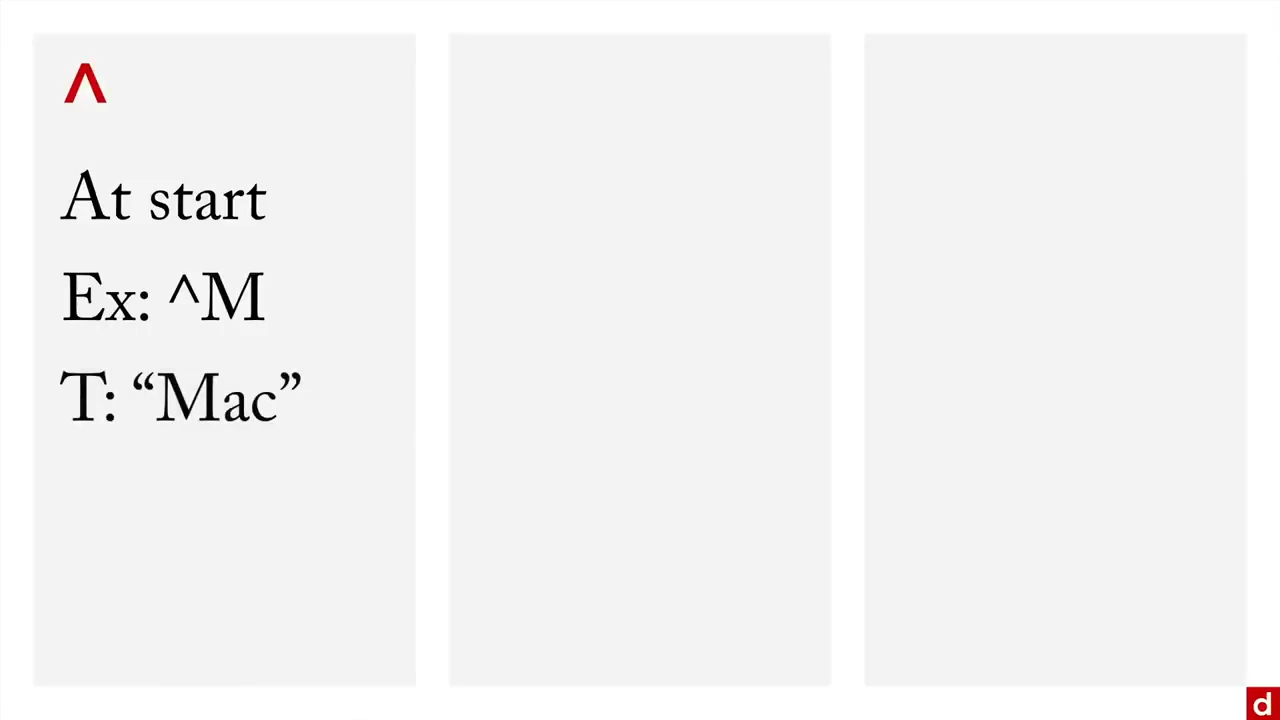 ^
At start
Ex: ^M
T: “Mac”
d